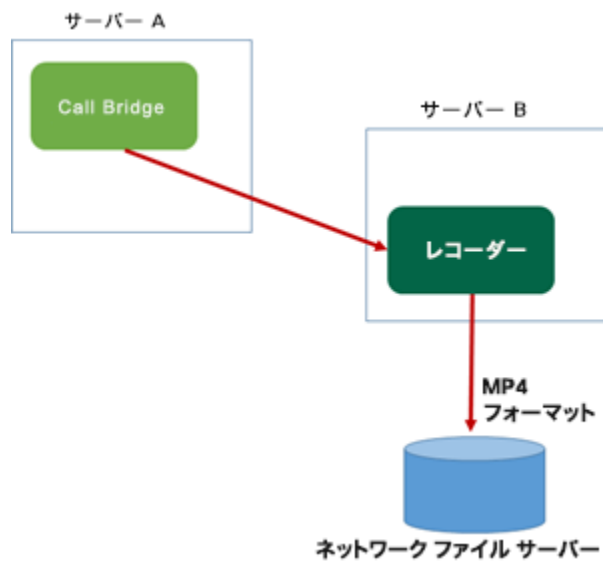 サーバー A
Call Bridge
サーバー B
レコーダー
MP4
フォーマット
ネットワーク ファイル サーバー